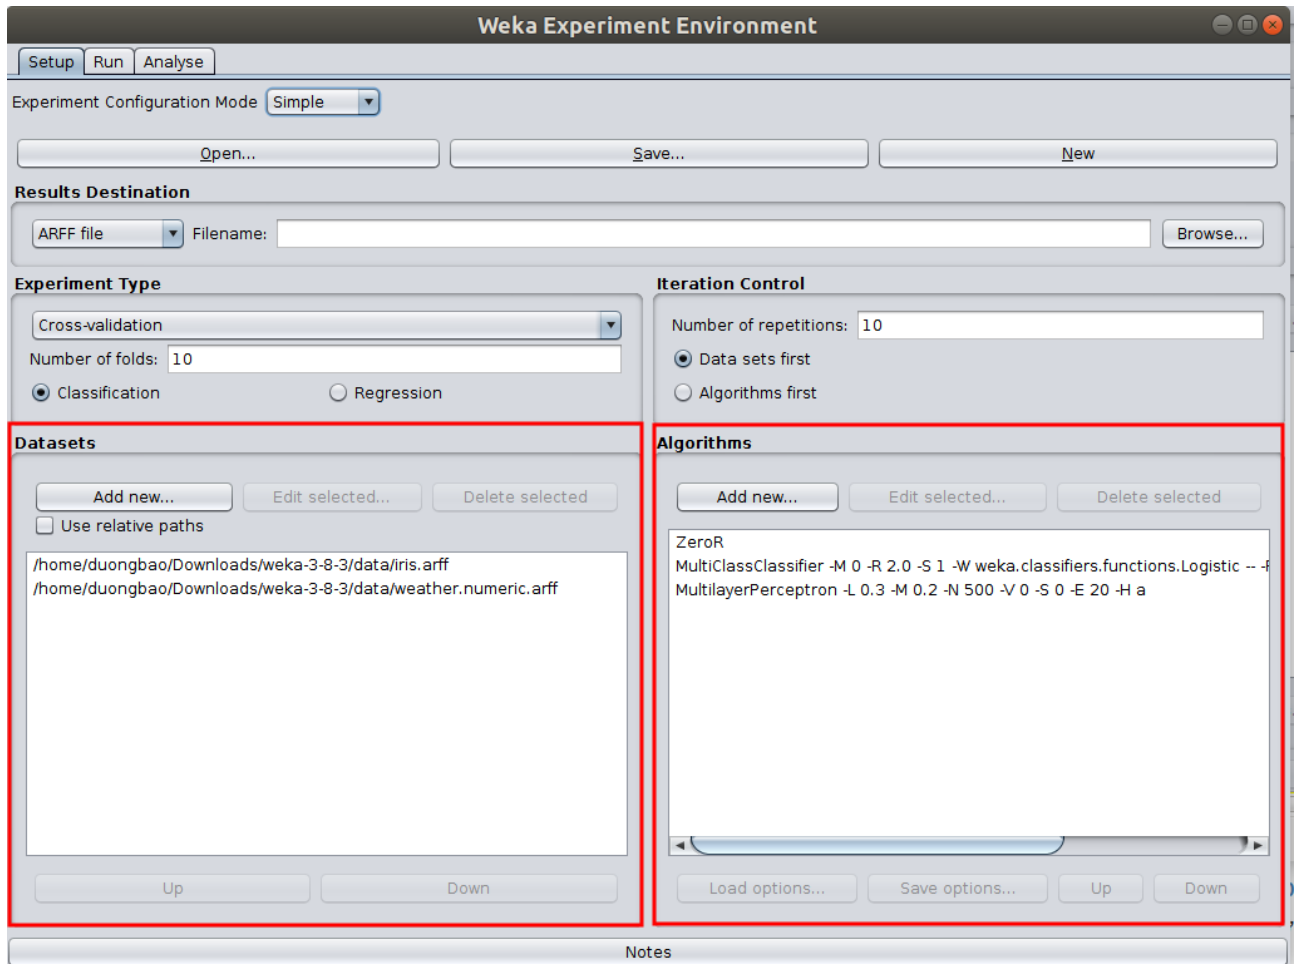 Weka Experiment Environment
Setup Run Analyse
Experiment Configuration Mode Simple
Open... Save... New
Results Destination
ARFF file Filename: Browse...
Experiment Type
Cross-validation
Number of folds: 10
Classification Regression
Iteration Control
Number of repetitions: 10
Data sets first
Algorithms first
Datasets
Add new... Edit selected... Delete selected
Use relative paths
/home/duongbao/Downloads/weka-3-8-3/data/iris.arff
/home/duongbao/Downloads/weka-3-8-3/data/weather.numeric.arff
Up Down
Algorithms
Add new... Edit selected... Delete selected
ZeroR
MultiClassClassifier -M 0 -R 2.0 -S 1 -W weka.classifiers.functions.Logistic --
MultilayerPerceptron -L 0.3 -M 0.2 -N 500 -V 0 -S 0 -E 20 -H a
Load options... Save options... Up Down
Notes